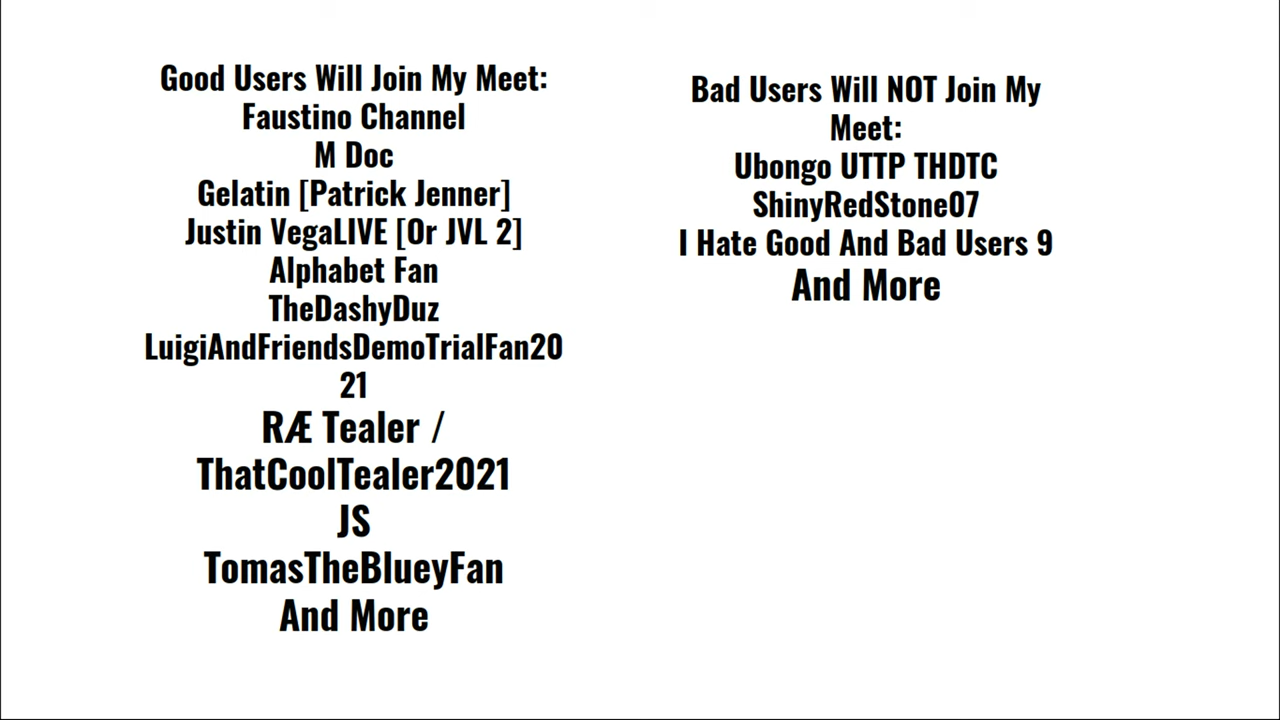 Good Users Will Join My Meet:
Faustino Channel
M Doc
Gelatin [Patrick Jenner]
Justin VegaLIVE [Or JVL 2]
Alphabet Fan
TheDashyDuz
LuigiAndFriendsDemoTrialFan20
21
RÆ Tealer /
ThatCoolTealer2021
JS
TomasTheBlueyFan
And More
Bad Users Will NOT Join My
Meet:
Ubongo UTTP THDTC
ShinyRedStone07
I Hate Good And Bad Users 9
And More